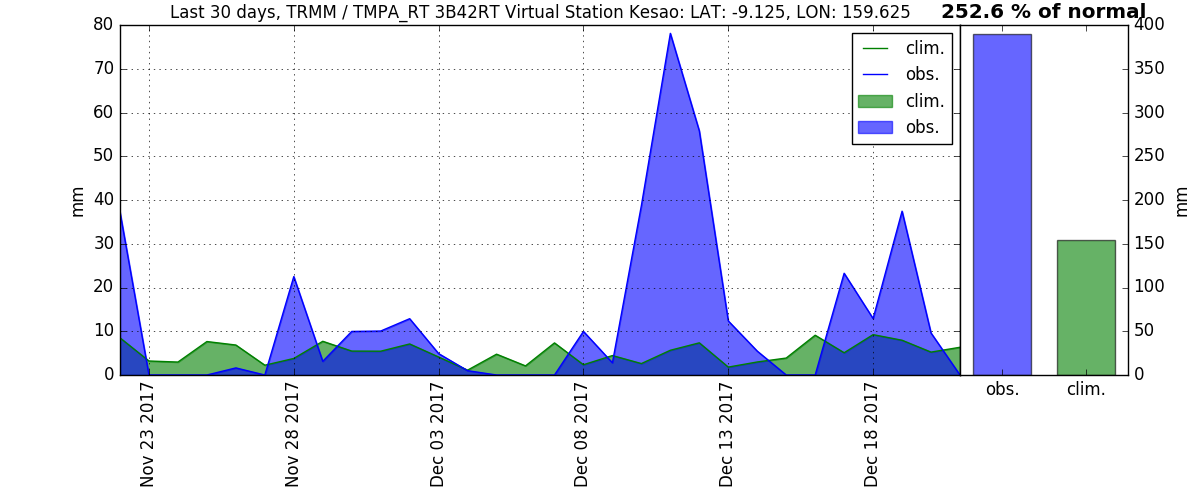 Last 30 days, TRMM / TMPA_RT 3B42RT Virtual Station Kesao: LAT: -9.125, LON: 159.625
252.6 % of normal
80
70
60
50
40
30
20
10
0
mm
clim.
obs.
clim.
obs.
400
350
300
250
200
150
100
50
0
mm
Nov 23 2017
Nov 28 2017
Dec 03 2017
Dec 08 2017
Dec 13 2017
Dec 18 2017
obs.
clim.